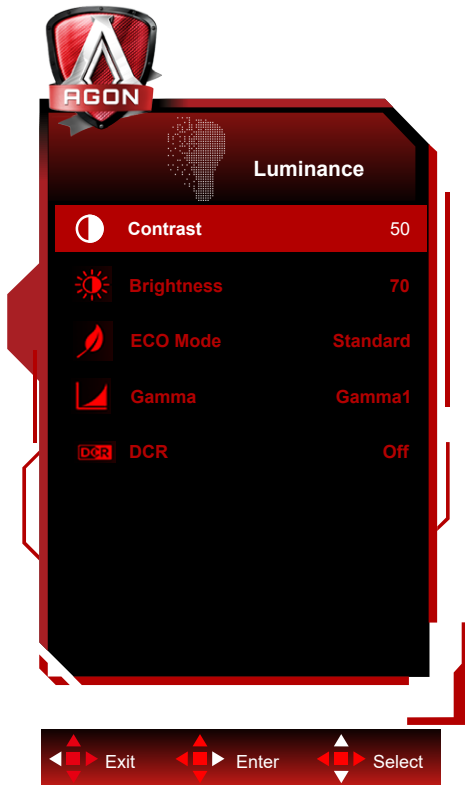 AGON
Luminance
Contrast 50
Brightness 70
ECO Mode Standard
Gamma Gamma1
DCR DCR Off
Exit Enter Select